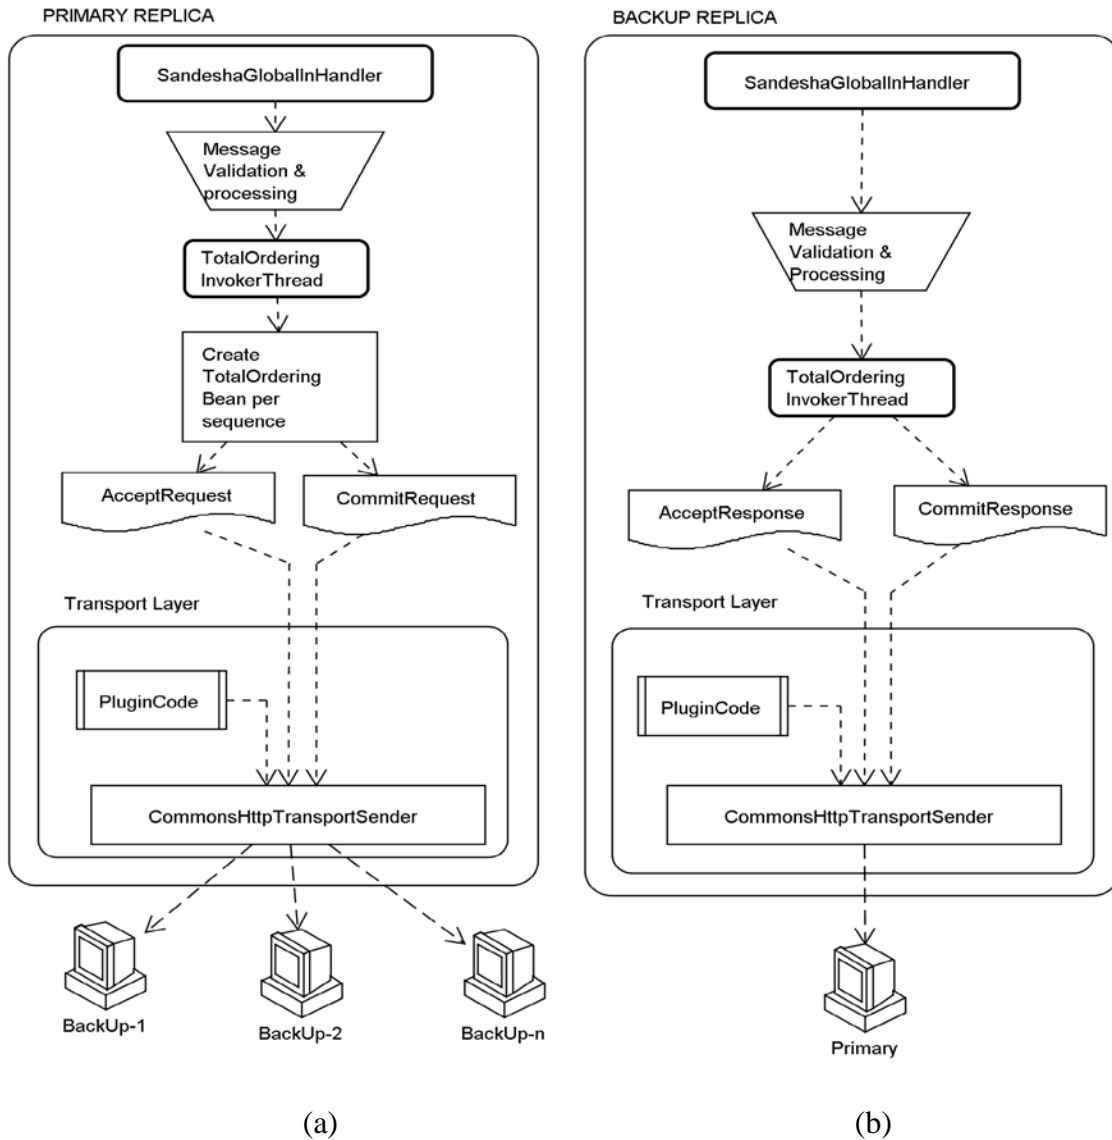 PRIMARY REPLICA
SandeshaGlobalInHandler
Message
Validation &
processing
TotalOrdering
InvokerThread
Create
TotalOrdering
Bean per
sequence
AcceptRequest
CommitRequest
Transport Layer
PluginCode
CommonsHttpTransportSender
BackUp-1
BackUp-2
BackUp-n
(a)
BACKUP REPLICA
SandeshaGlobalInHandler
Message
Validation &
Processing
TotalOrdering
InvokerThread
AcceptResponse
CommitResponse
Transport Layer
PluginCode
CommonsHttpTransportSender
Primary
(b)